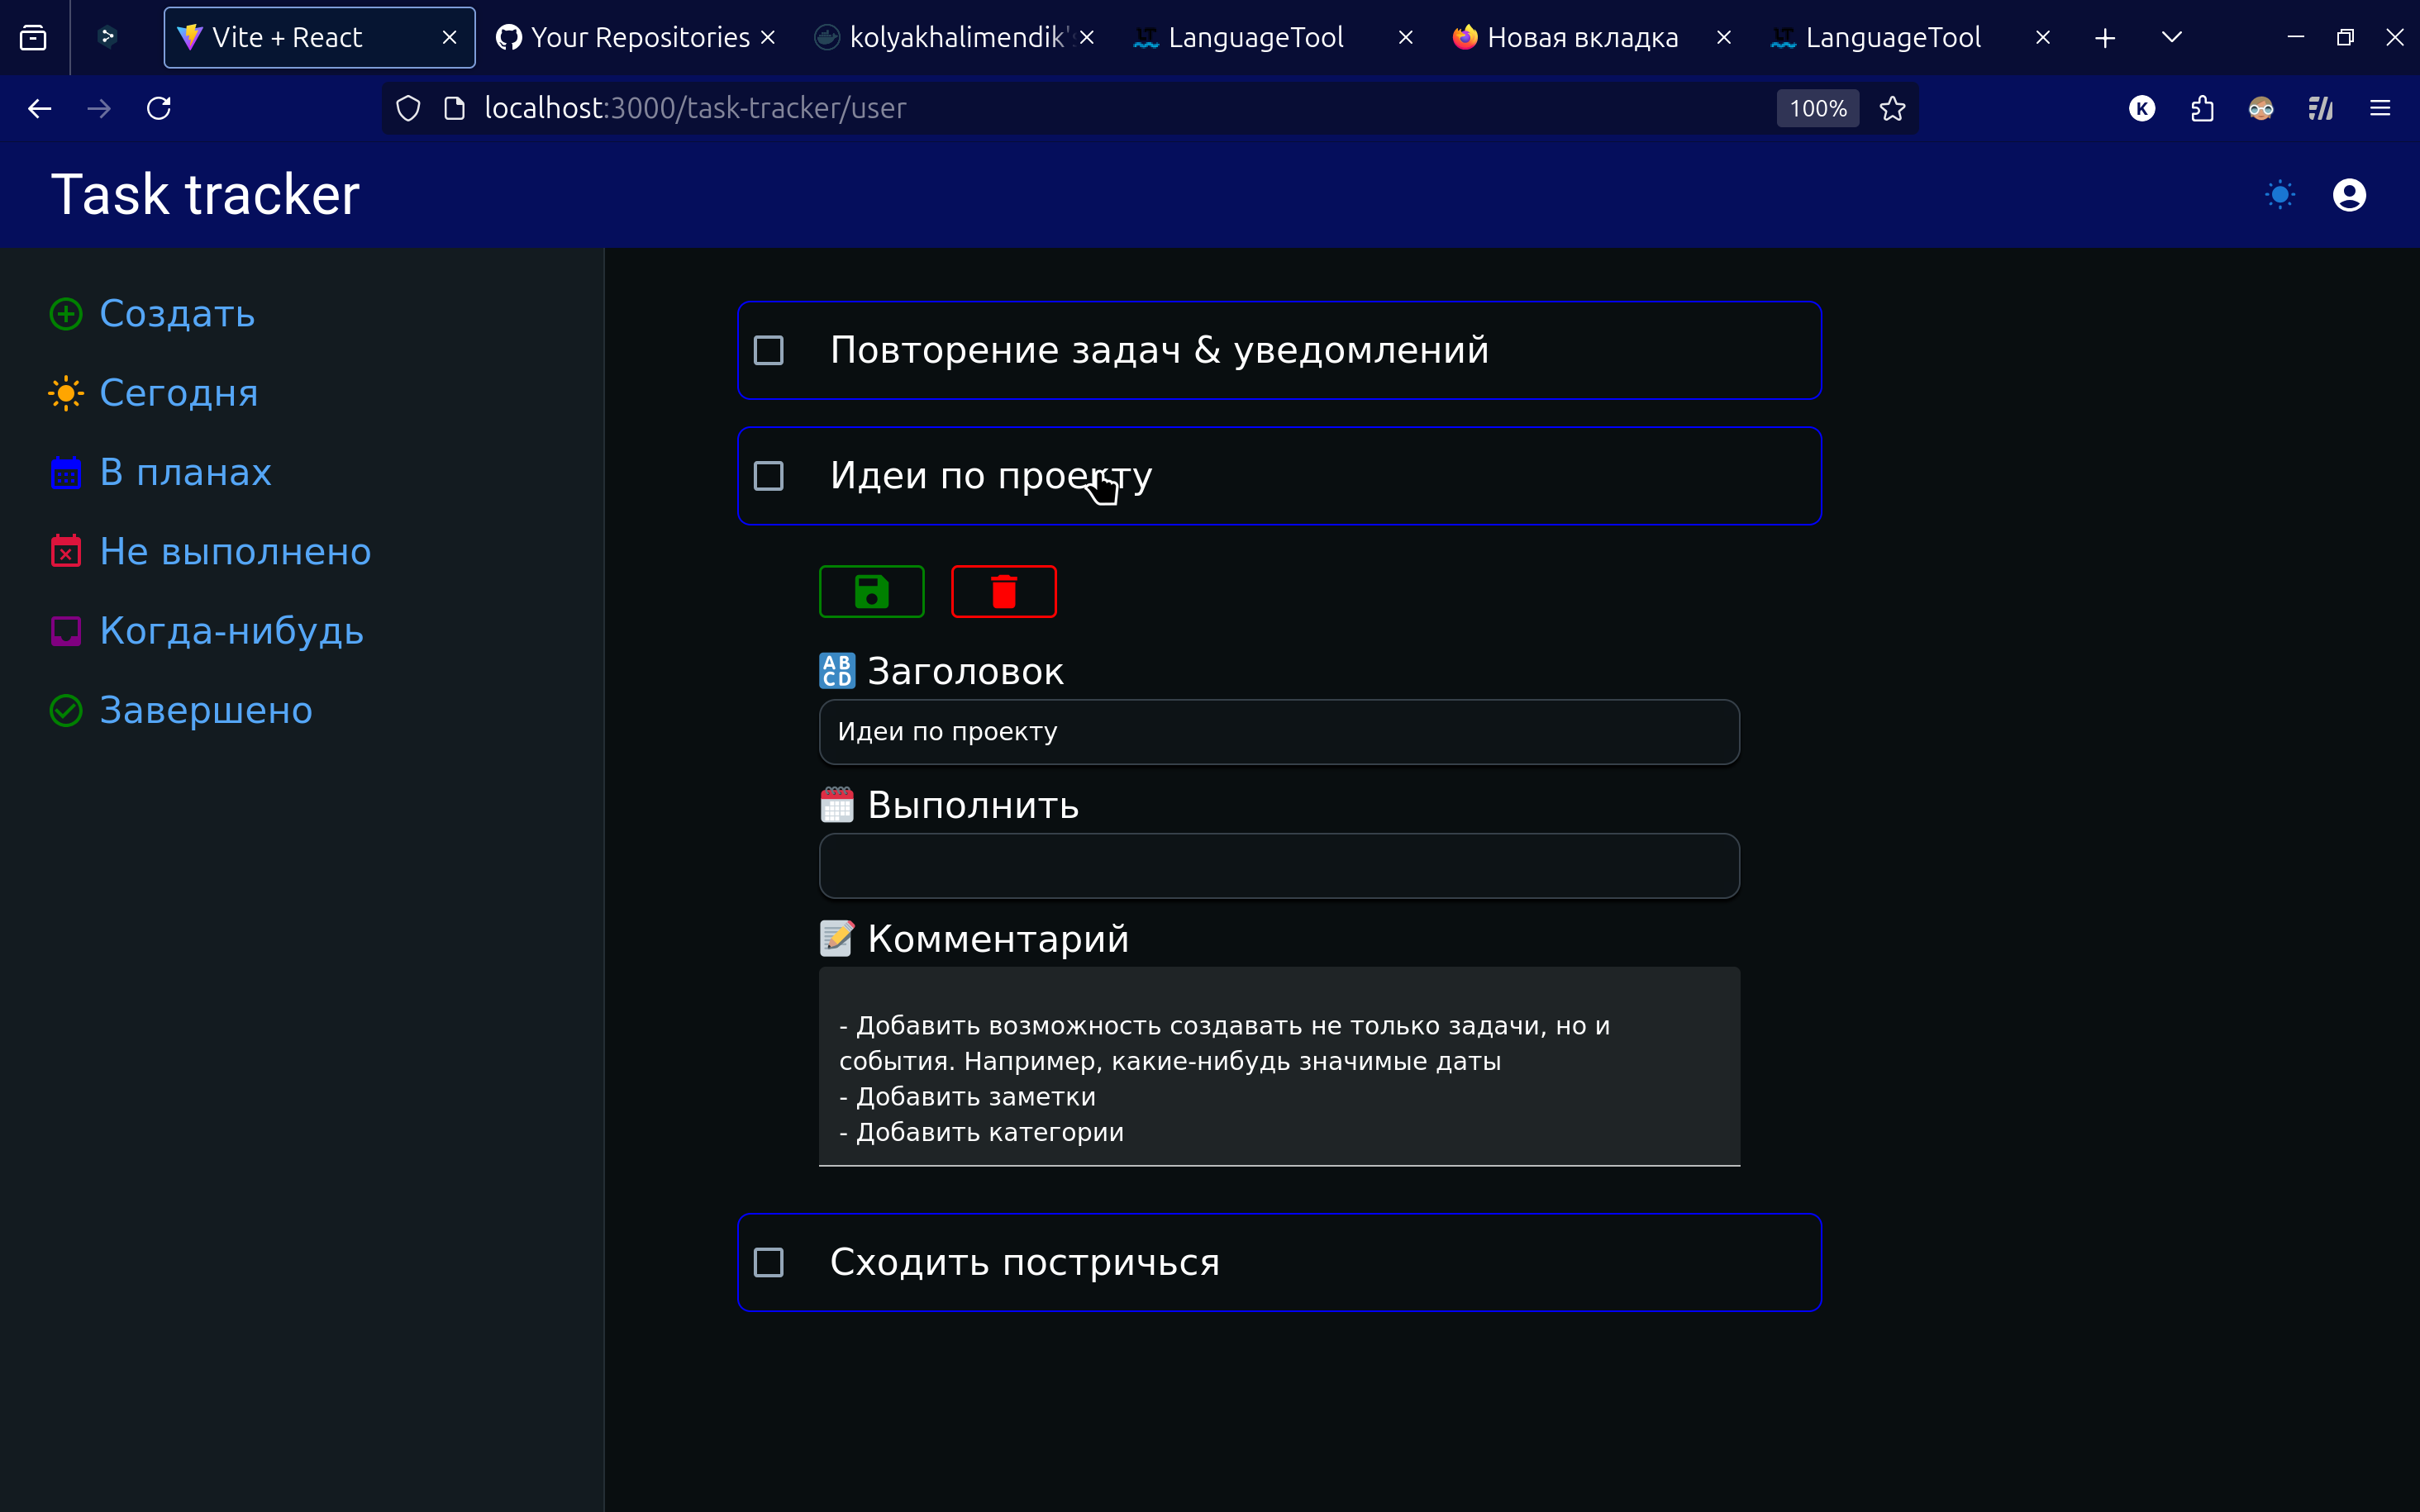 Vite + React
Your Repositories
kolyakhalimendik's
LanguageTool
Новая вкладка
LanguageTool
localhost:3000/task-tracker/user
100%
K
Task tracker
Создать
Сегодня
В планах
Не выполнено
Когда-нибудь
Завершено
Повторение задач & уведомлений
Идеи по проекту
AB
CD
Заголовок
Идеи по проекту
Выполнить
Комментарий
- Добавить возможность создавать не только задачи, но и
события. Например, какие-нибудь значимые даты
- Добавить заметки
- Добавить категории
Сходить постричься